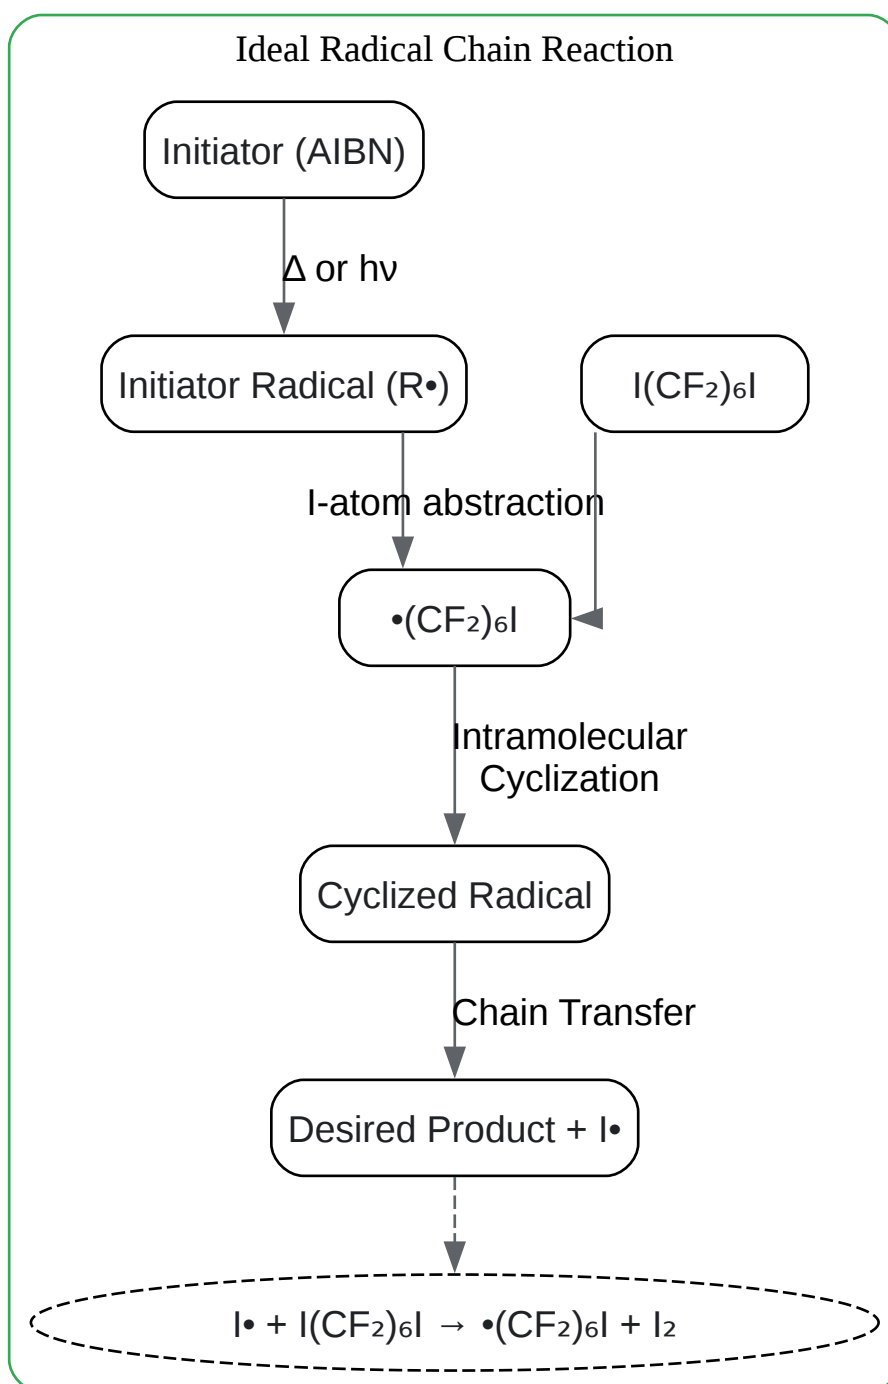 Ideal Radical Chain Reaction
Initiator (AIBN)
Δ or hν
Initiator Radical (R•)
I(CF₂)₆I
I-atom abstraction
•(CF₂)₆I
Intramolecular
Cyclization
Cyclized Radical
Chain Transfer
Desired Product + I•
I• + I(CF₂)₆I → •(CF₂)₆I + I₂